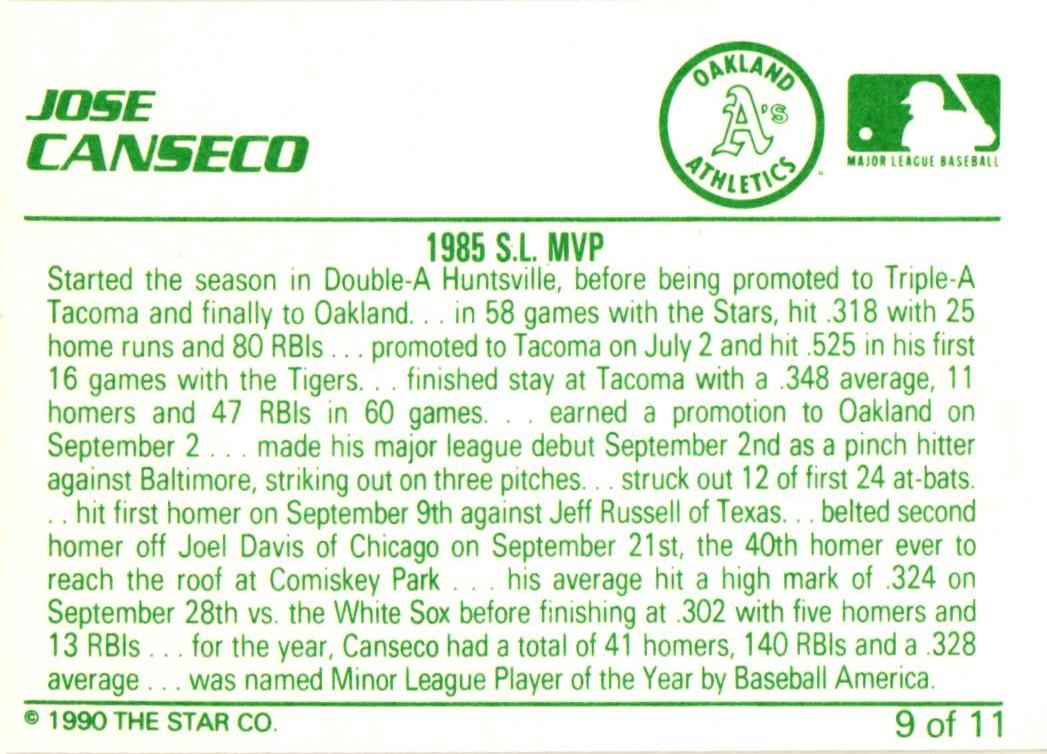 JOSE
CANSECO
OAKLAND
A's
ATHLETICS
MAJOR LEAGUE BASEBALL
1985 S.L. MVP
Started the season in Double-A Huntsville, before being promoted to Triple-A
Tacoma and finally to Oakland. . . in 58 games with the Stars, hit .318 with 25
home runs and 80 RBIs . . . promoted to Tacoma on July 2 and hit .525 in his first
16 games with the Tigers. . . finished stay at Tacoma with a .348 average, 11
homers and 47 RBIs in 60 games. . . earned a promotion to Oakland on
September 2 . . . made his major league debut September 2nd as a pinch hitter
against Baltimore, striking out on three pitches. . . struck out 12 of first 24 at-bats.
. . hit first homer on September 9th against Jeff Russell of Texas. . . belted second
homer off Joel Davis of Chicago on September 21st, the 40th homer ever to
reach the roof at Comiskey Park . . . his average hit a high mark of .324 on
September 28th vs. the White Sox before finishing at .302 with five homers and
13 RBIs . . . for the year, Canseco had a total of 41 homers, 140 RBIs and a .328
average . . . was named Minor League Player of the Year by Baseball America.
© 1990 THE STAR CO.
9 of 11